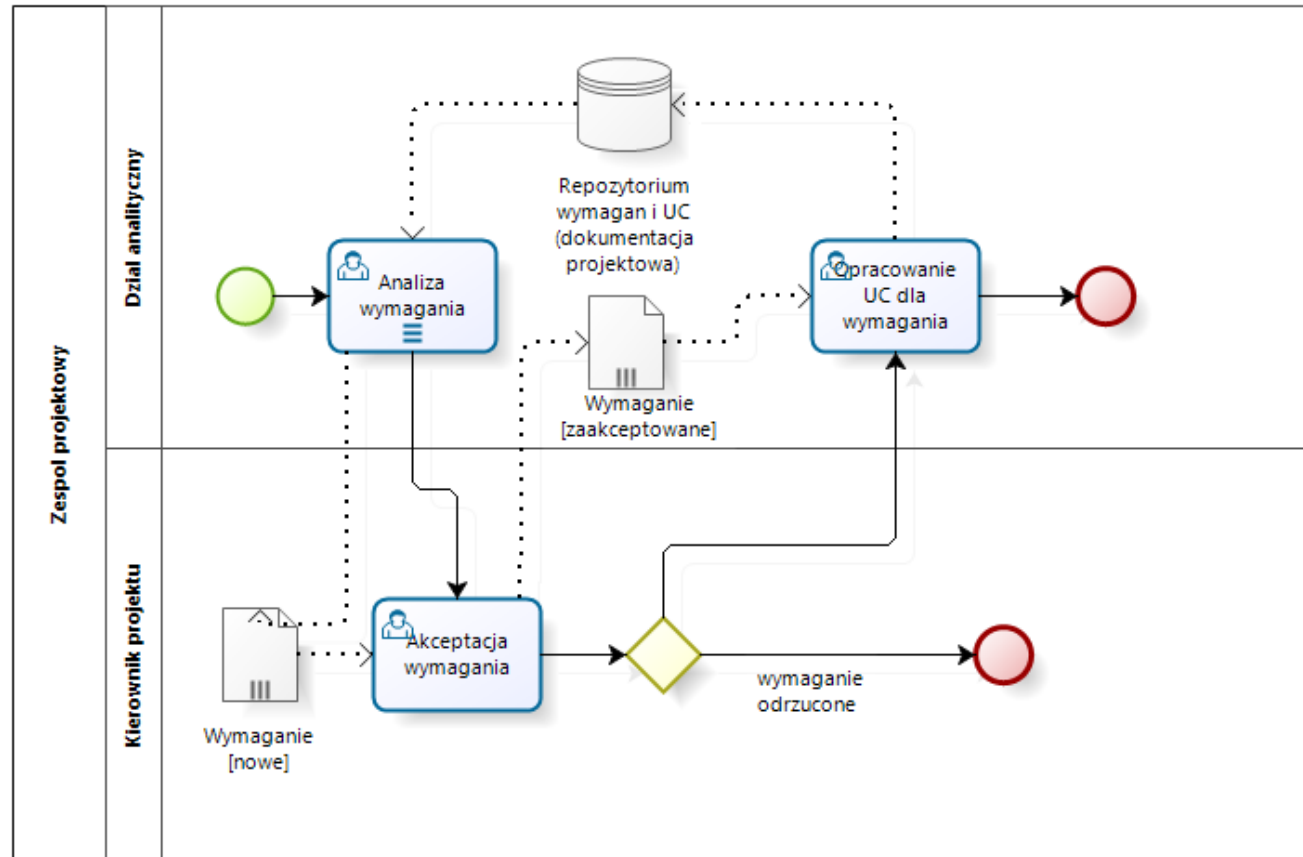 Zespol projektowy
Dzial analityczny
Repozytorium
wymagan i UC
(dokumentacja
projektowa)
Analiza
wymagania
Opracowanie
UC dla
wymagania
Wymaganie
[zaakceptowane]
Kierownik projektu
Akceptacja
wymagania
wymaganie
odrzucone
Wymaganie
[nowe]